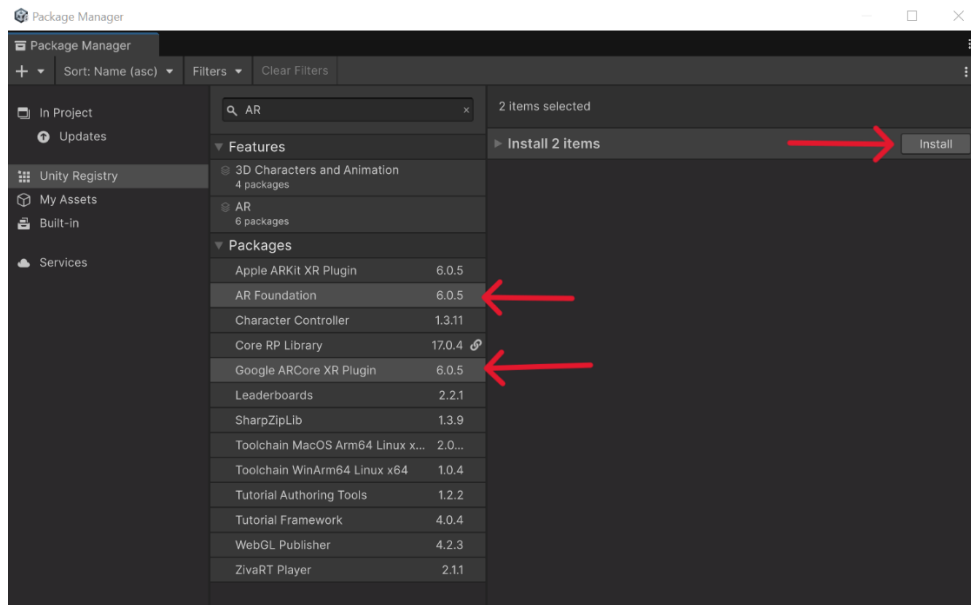 Package Manager
Package Manager
+ Sort: Name (asc) Filters Clear Filters
In Project
Updates
Unity Registry
My Assets
Built-in
Services
AR ×
Features
3D Characters and Animation
4 packages
AR
6 packages
Packages
Apple ARKit XR Plugin 6.0.5
AR Foundation 6.0.5
Character Controller 1.3.11
Core RP Library 17.0.4
Google ARCore XR Plugin 6.0.5
Leaderboards 2.2.1
SharpZipLib 1.3.9
Toolchain MacOS Arm64 Linux x... 2.0...
Toolchain WinArm64 Linux x64 1.0.4
Tutorial Authoring Tools 1.2.2
Tutorial Framework 4.0.4
WebGL Publisher 4.2.3
ZivaRT Player 2.1.1
2 items selected
Install 2 items Install